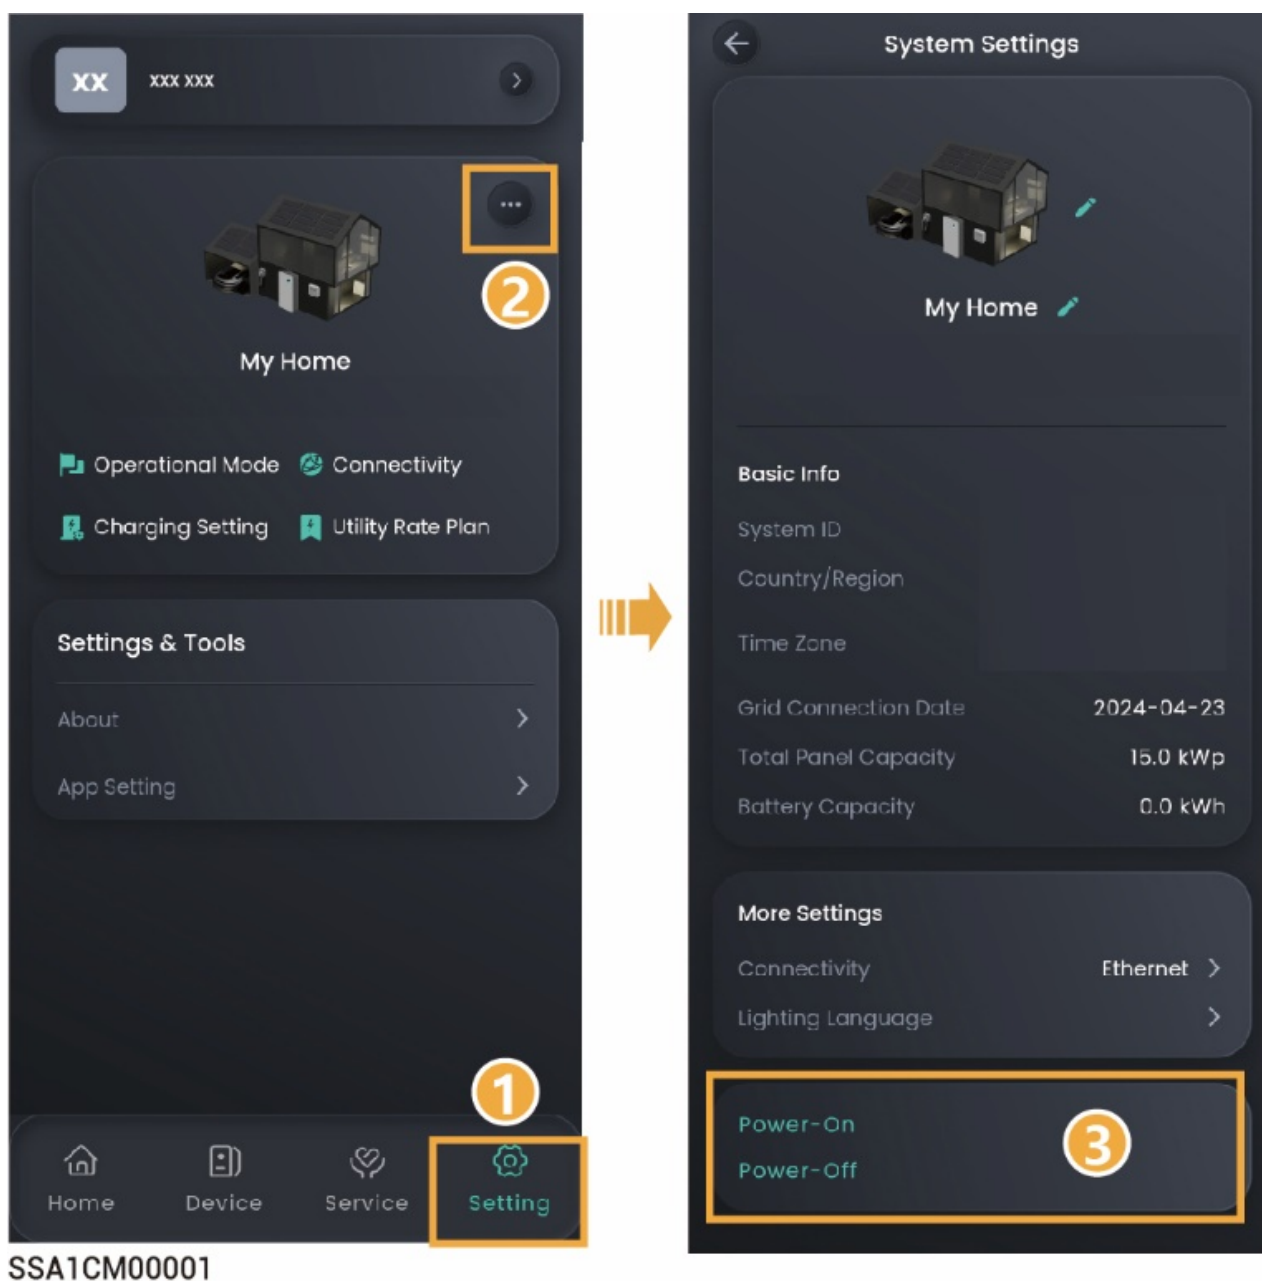 XX
XXX XXX
...
2
My Home
Operational Mode
Connectivity
Charging Setting
Utility Rate Plan
Settings & Tools
About
App Setting
1
Home
Device
Service
Setting
SSA1CM00001
System Settings
My Home
Basic Info
System ID
Country/Region
Time Zone
Grid Connection Date 2024-04-23
Total Panel Capacity 15.0 kWp
Battery Capacity 0.0 kWh
More Settings
Connectivity Ethernet
Lighting Language
Power-On
3
Power-Off